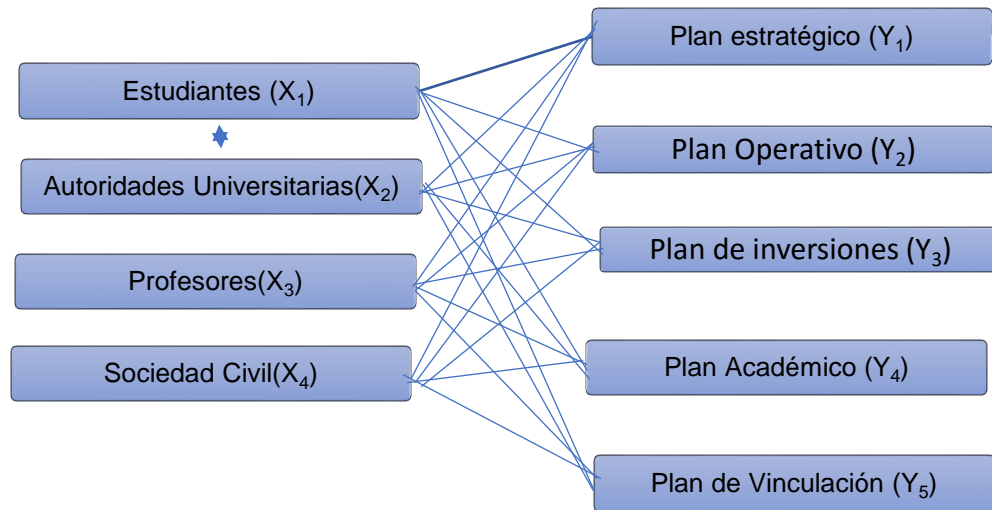 Estudiantes (X1)
Autoridades Universitarias(X2)
Profesores(X3)
Sociedad Civil(X4)
Plan estratégico (Y1)
Plan Operativo (Y2)
Plan de inversiones (Y3)
Plan Académico (Y4)
Plan de Vinculación (Y5)